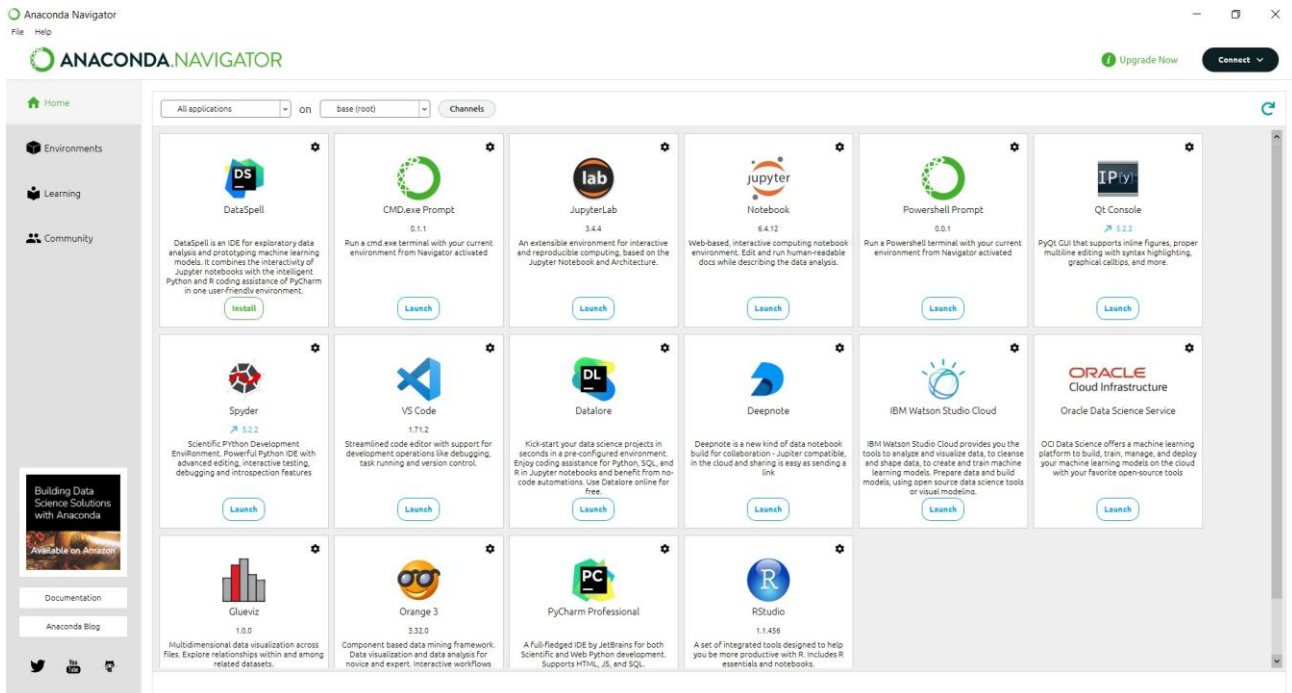 Anaconda Navigator
File Help
ANACONDA.NAVIGATOR
Upgrade Now
Connect
Home
Environments
Learning
Community
Building Data
Science Solutions
with Anaconda
Available on Amazon
Documentation
Anaconda Blog
You
Tube
All applications on base (root) Channels
DS
DataSpell
DataSpell is an IDE for exploratory data
analysis and prototyping machine learning
models. It combines the interactivity of
Jupyter notebooks with the intelligent
Python and R coding assistance of PyCharm
in one user-friendly environment.
Install
CMD.exe Prompt
0.1.1
Run a cmd.exe terminal with your current
environment from Navigator activated
Launch
lab
JupyterLab
3.4.4
An extensible environment for interactive
and reproducible computing, based on the
Jupyter Notebook and Architecture.
Launch
jupyter
Notebook
6.4.12
Web-based, interactive computing notebook
environment. Edit and run human-readable
docs while describing the data analysis.
Launch
Powershell Prompt
0.0.1
Run a Powershell terminal with your current
environment from Navigator activated
Launch
IP[y]
Qt Console
5.2.2
PyQt GUI that supports inline figures, proper
multiline editing with syntax highlighting,
graphical calltips, and more.
Launch
Spyder
5.2.2
Scientific PYthon Development
EnviRonment. Powerful Python IDE with
advanced editing, interactive testing,
debugging and introspection features
Launch
VS Code
1.71.2
Streamlined code editor with support for
development operations like debugging,
task running and version control.
Launch
DL
Datalore
Kick-start your data science projects in
seconds in a pre-configured environment.
Enjoy coding assistance for Python, SQL, and
R in Jupyter notebooks and benefit from no-
code automations. Use Datalore online for
free.
Launch
Deepnote
Deepnote is a new kind of data notebook
build for collaboration - Jupiter compatible,
in the cloud and sharing is easy as sending a
link
Launch
IBM Watson Studio Cloud
IBM Watson Studio Cloud provides you the
tools to analyze and visualize data, to cleanse
and shape data, to create and train machine
learning models. Prepare data and build
models, using open source data science tools
or visual modeling.
Launch
ORACLE
Cloud Infrastructure
Oracle Data Science Service
OCI Data Science offers a machine learning
platform to build, train, manage, and deploy
your machine learning models on the cloud
with your favorite open-source tools
Launch
Glueviz
1.0.0
Multidimensional data visualization across
files. Explore relationships within and among
related datasets.
Orange 3
3.32.0
Component based data mining framework.
Data visualization and data analysis for
novice and expert. Interactive workflows
PC
PyCharm Professional
A full-fledged IDE by JetBrains for both
Scientific and Web Python development.
Supports HTML, JS, and SQL.
R
RStudio
1.1.456
A set of integrated tools designed to help
you be more productive with R. Includes R
essentials and notebooks.